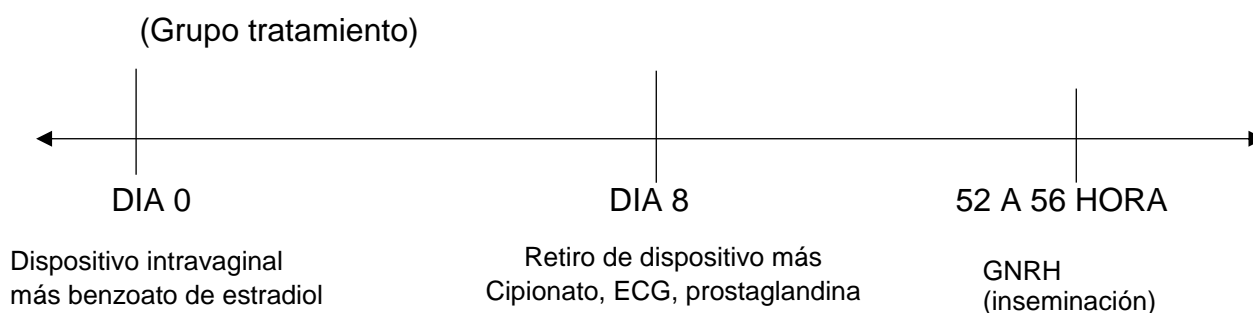 (Grupo tratamiento)
DIA 0
DIA 8
52 A 56 HORA
Dispositivo intravaginal
más benzoato de estradiol
Retiro de dispositivo más
Cipionato, ECG, prostaglandina
GNRH
(inseminación)